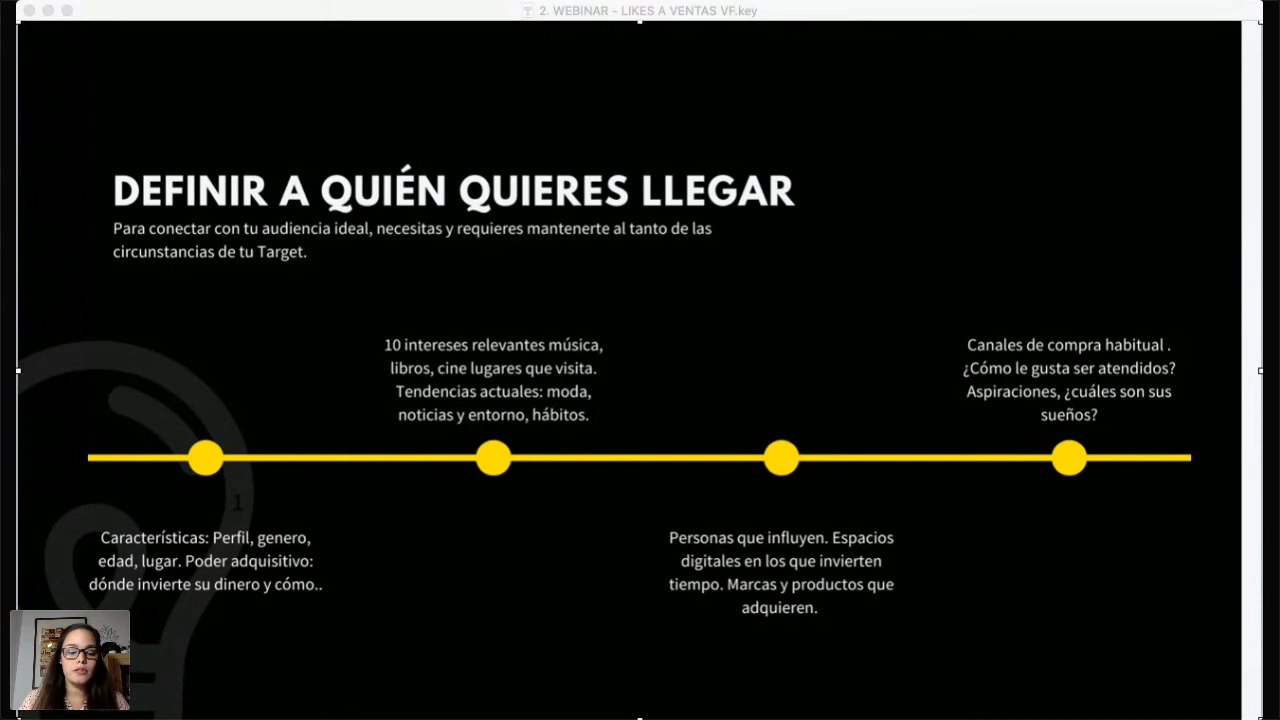 2. WEBINAR - LIKES A VENTAS VF.key
DEFINIR A QUIÉN QUIERES LLEGAR
Para conectar con tu audiencia ideal, necesitas y requieres mantenerte al tanto de las
circunstancias de tu Target.
Características: Perfil, genero,
edad, lugar. Poder adquisitivo:
dónde invierte su dinero y cómo..
10 intereses relevantes música,
libros, cine lugares que visita.
Tendencias actuales: moda,
noticias y entorno, hábitos.
Personas que influyen. Espacios
digitales en los que invierten
tiempo. Marcas y productos que
adquieren.
Canales de compra habitual .
¿Cómo le gusta ser atendidos?
Aspiraciones, ¿cuáles son sus
sueños?
1